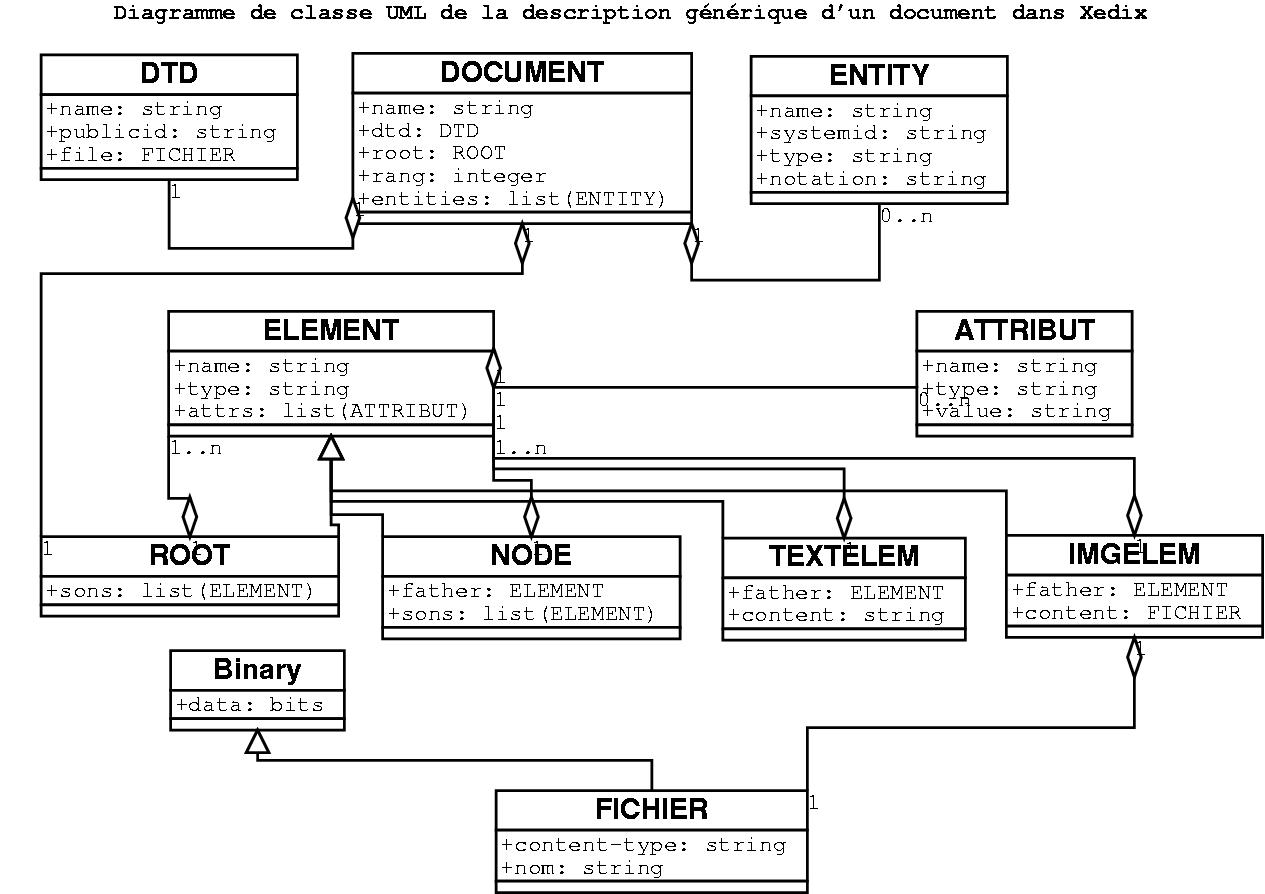 Diagramme de classe UML de la description générique d'un document dans Xedix
DTD
+name: string
+publicid: string
+file: FICHIER
1
DOCUMENT
+name: string
+dtd: DTD
+root: ROOT
+rang: integer
+entities: list(ENTITY)
1
1
1
ENTITY
+name: string
+systemid: string
+type: string
+notation: string
0..n
ELEMENT
+name: string
+type: string
+attrs: list(ATTRIBUT)
1
1
1
1..n
1..n
ATTRIBUT
+name: string
+type: string
0..n
+value: string
1
1
ROOT
+sons: list(ELEMENT)
1
NODE
+father: ELEMENT
+sons: list(ELEMENT)
1
TEXTELEM
+father: ELEMENT
+content: string
1
IMGELEM
+father: ELEMENT
+content: FICHIER
1
Binary
+data: bits
1
FICHIER
+content-type: string
+nom: string